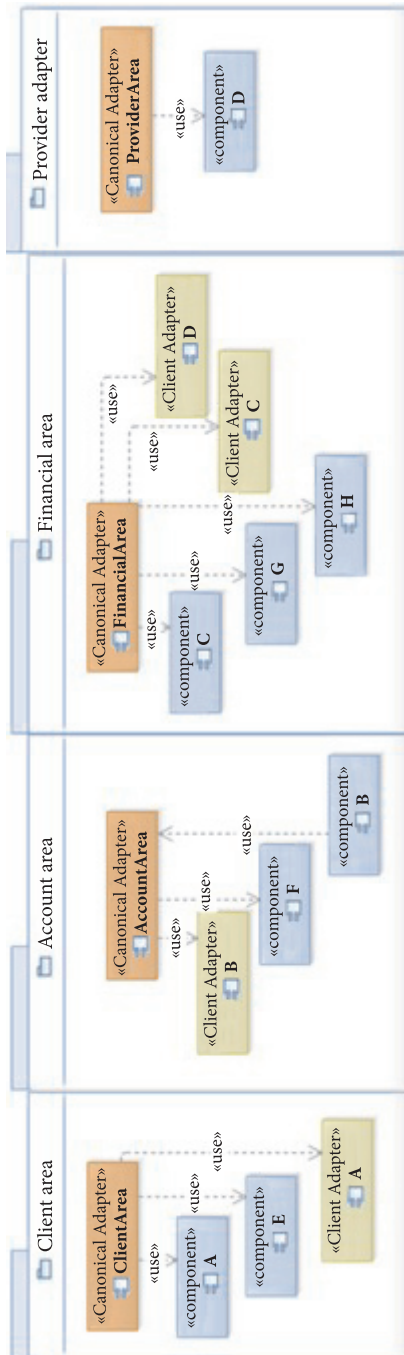 Client area
«Canonical Adapter»
ClientArea
«use»
«use»
«use»
«component»
A
«component»
E
«Client Adapter»
A
Account area
«Canonical Adapter»
AccountArea
«use»
«use»
«use»
«Client Adapter»
B
«component»
F
«component»
B
Financial area
«Canonical Adapter»
FinancialArea
«use»
«use»
«use»
«use»
«use»
«component»
C
«component»
G
«component»
H
«Client Adapter»
C
«Client Adapter»
D
Provider adapter
«Canonical Adapter»
ProviderArea
«use»
«component»
D